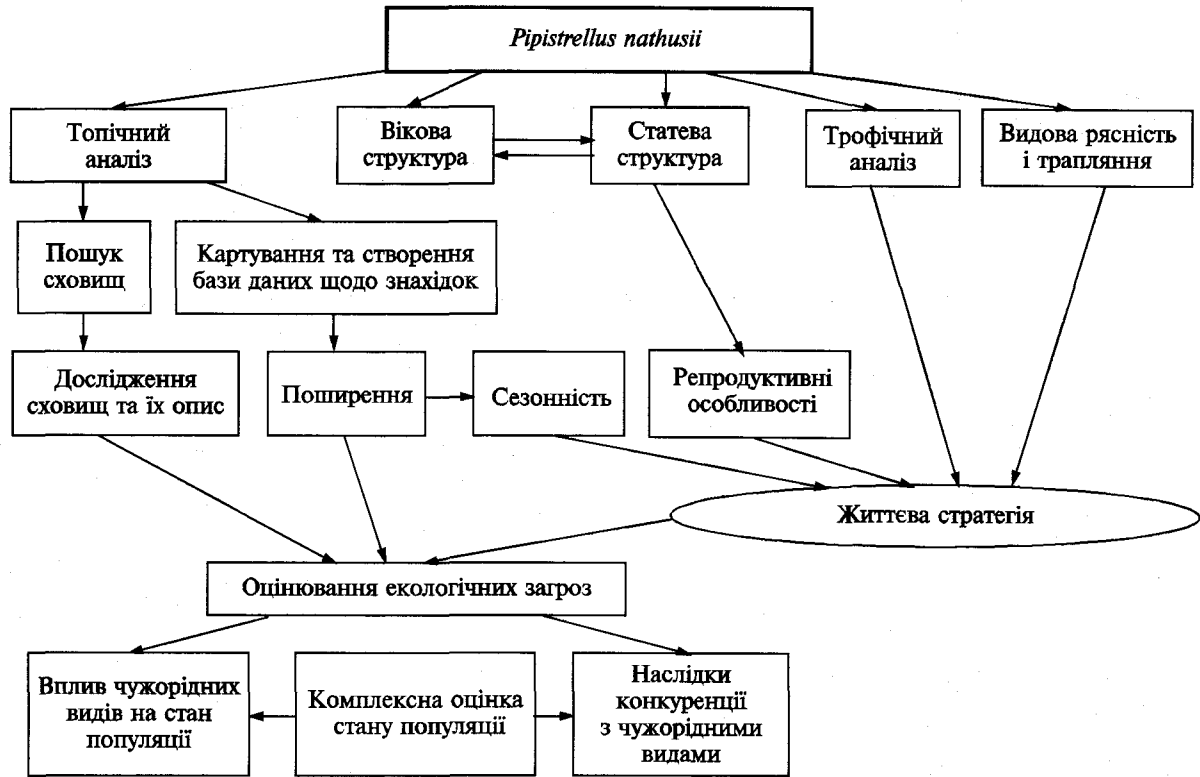 Pipistrellus nathusii
Топічний
аналіз
Вікова
структура
Статева
структура
Трофічний
аналіз
Видова рясність
і трапляння
Пошук
сховищ
Картування та створення
бази даних щодо знахідок
Дослідження
сховищ та їх опис
Поширення
Сезонність
Репродуктивні
особливості
Життєва стратегія
Оцінювання екологічних загроз
Вплив чужорідних
видів на стан
популяції
Комплексна оцінка
стану популяції
Наслідки
конкуренції
з чужорідними
видами